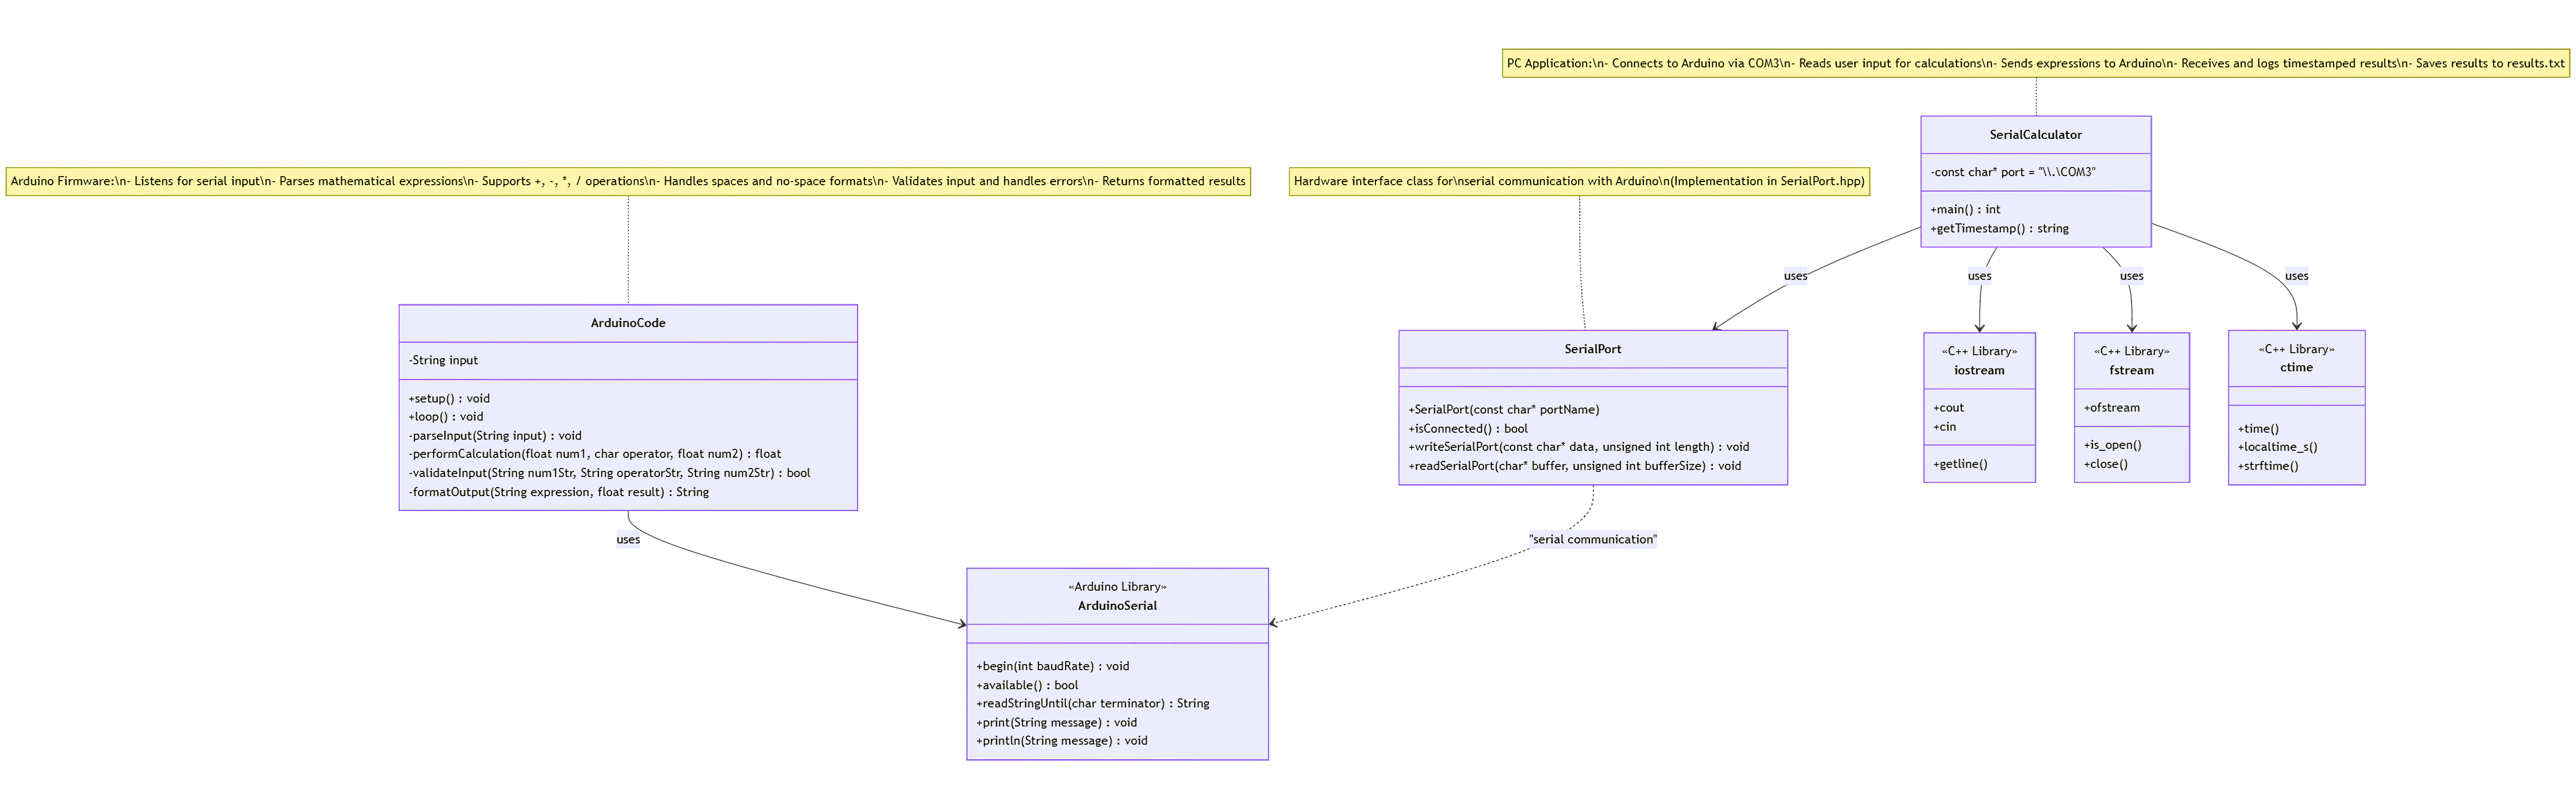 PC Application:\n- Connects to Arduino via COM3\n- Reads user input for calculations\n- Sends expressions to Arduino\n- Receives and logs timestamped results\n- Saves results to results.txt
SerialCalculator
-const char* port = "\\.\COM3"
+main() : int
+getTimestamp() : string
Arduino Firmware:\n- Listens for serial input\n- Parses mathematical expressions\n- Supports +, -, *, / operations\n- Handles spaces and no-space formats\n- Validates input and handles errors\n- Returns formatted results
Hardware interface class for\nserial communication with Arduino\n(Implementation in SerialPort.hpp)
uses
uses
uses
uses
ArduinoCode
-String input
+setup() : void
+loop() : void
-parseInput(String input) : void
-performCalculation(float num1, char operator, float num2) : float
-validateInput(String num1Str, String operatorStr, String num2Str) : bool
-formatOutput(String expression, float result) : String
SerialPort
+SerialPort(const char* portName)
+isConnected() : bool
+writeSerialPort(const char* data, unsigned int length) : void
+readSerialPort(char* buffer, unsigned int bufferSize) : void
«C++ Library»
iostream
+cout
+cin
+getline()
«C++ Library»
fstream
+ofstream
+is_open()
+close()
«C++ Library»
ctime
+time()
+localtime_s()
+strftime()
uses
"serial communication"
«Arduino Library»
ArduinoSerial
+begin(int baudRate) : void
+available() : bool
+readStringUntil(char terminator) : String
+print(String message) : void
+println(String message) : void